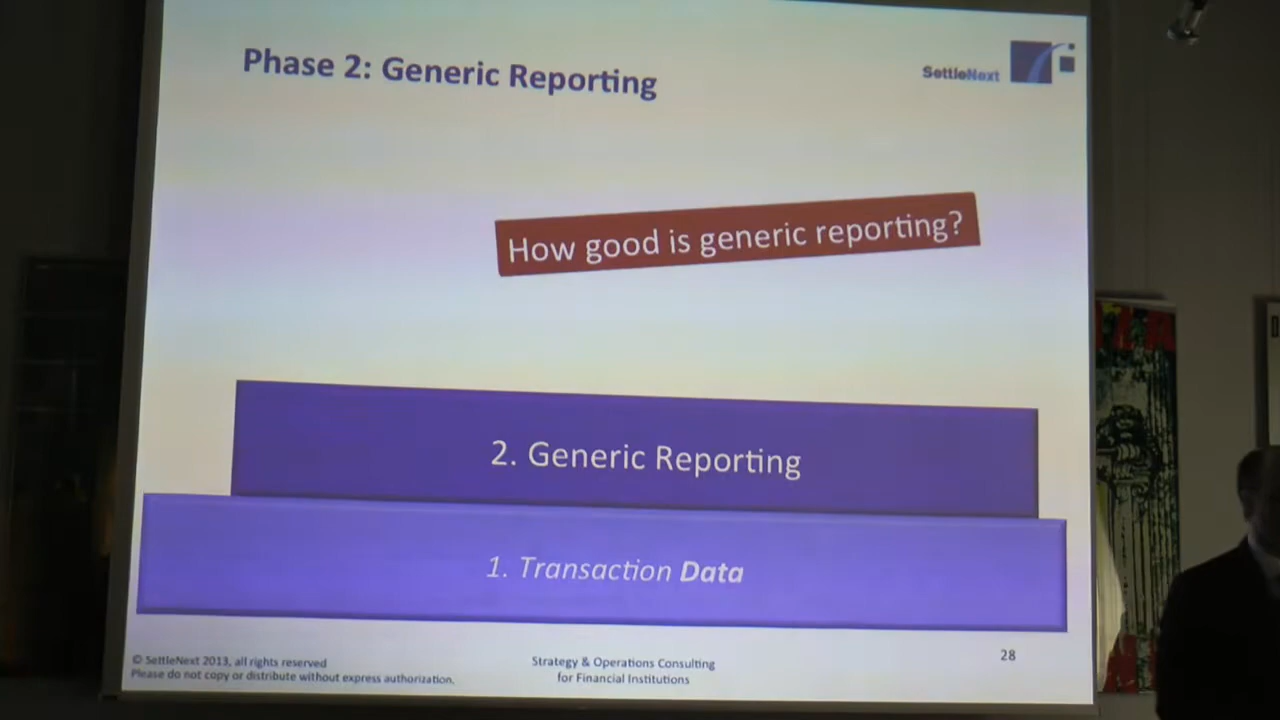 Phase 2: Generic Reporting
SettleNext
How good is generic reporting?
2. Generic Reporting
1. Transaction Data
© SettleNext 2013, all rights reserved
Please do not copy or distribute without express authorization.
Strategy & Operations Consulting
for Financial Institutions
28